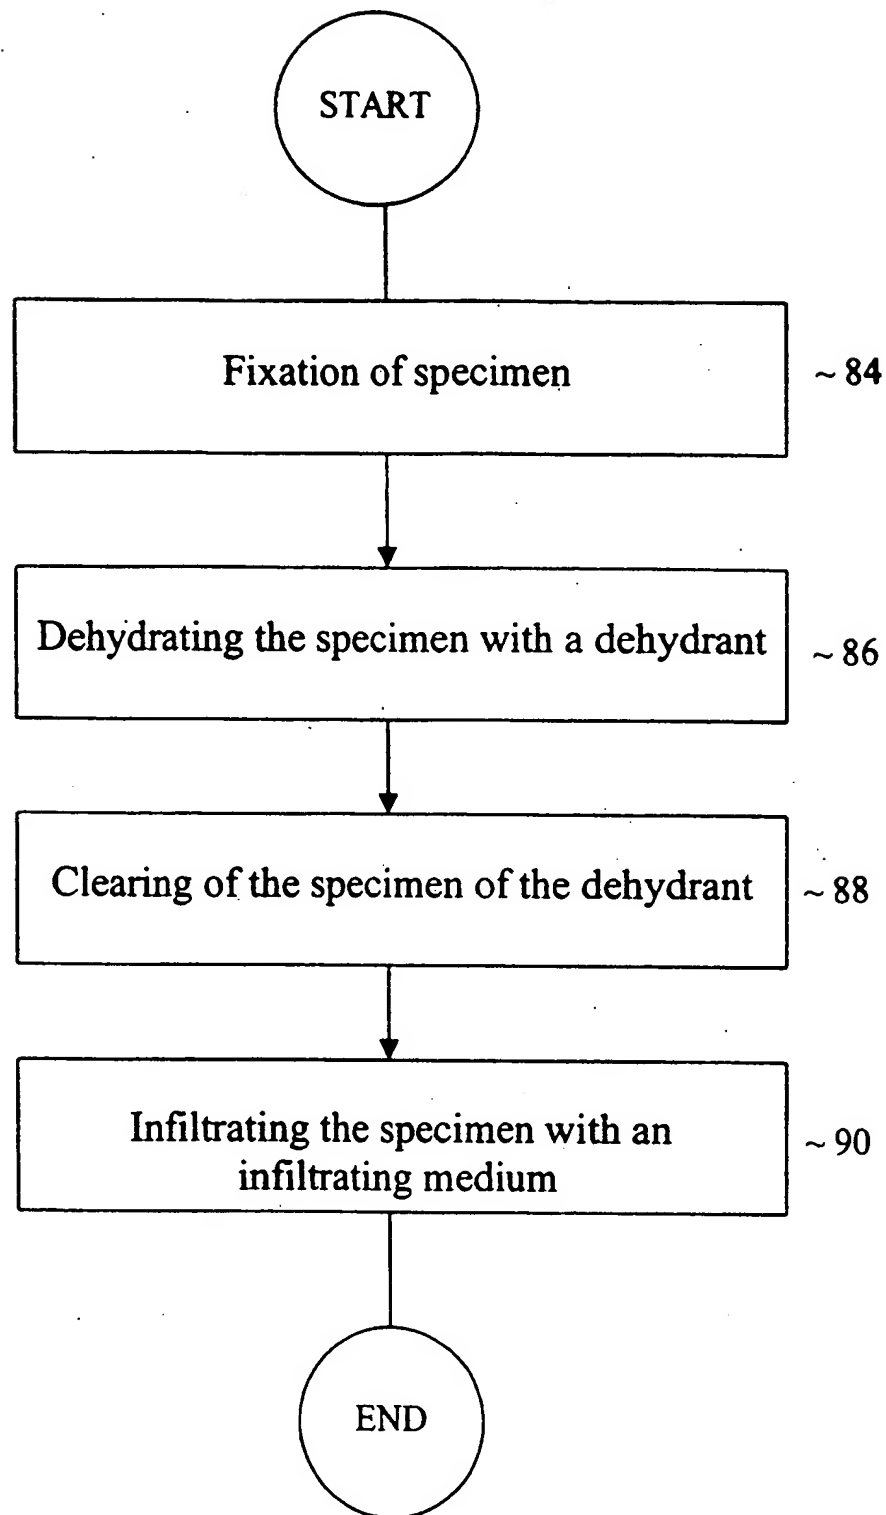 START
Fixation of specimen
~ 84
Dehydrating the specimen with a dehydrant
~ 86
Clearing of the specimen of the dehydrant
~ 88
Infiltrating the specimen with an
infiltrating medium
~ 90
END